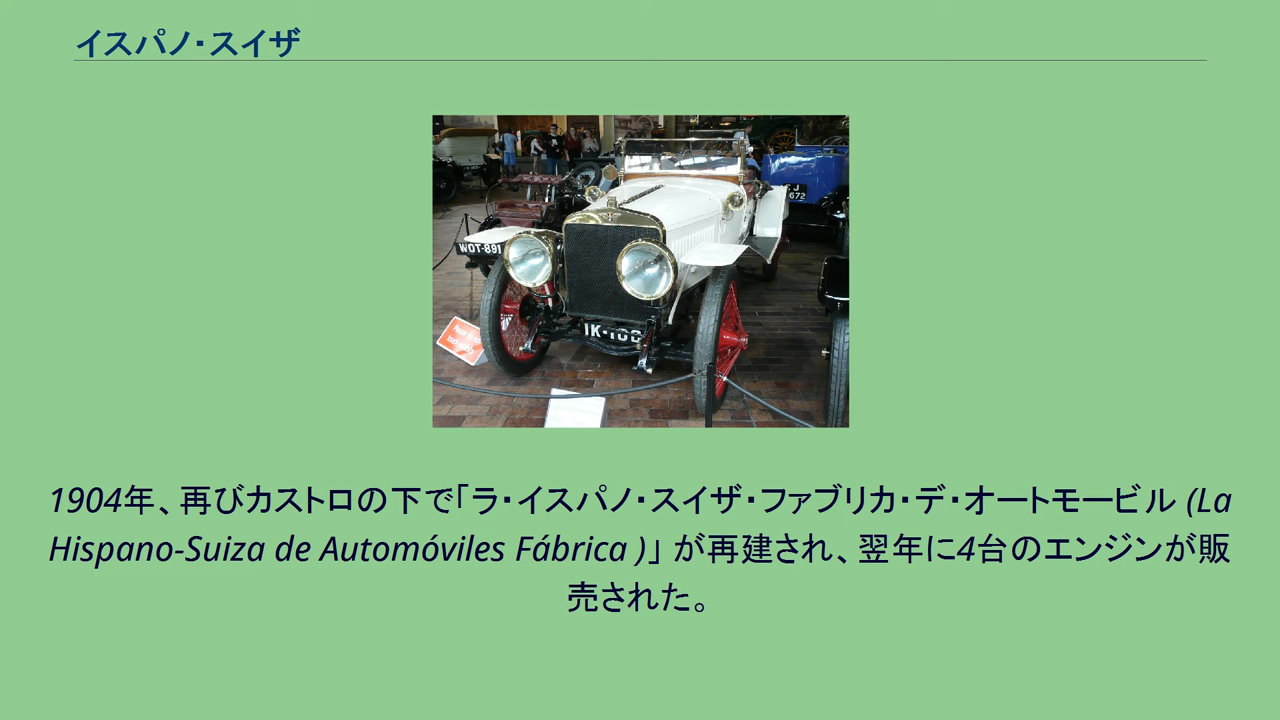 イスパノ・スイザ
WOT-891
1904年、再びカストロの下で「ラ・イスパノ・スイザ・ファブリカ・デ・オートモービル (La
Hispano-Suiza de Automóviles Fábrica )」 が再建され、翌年に4台のエンジンが販
売された。